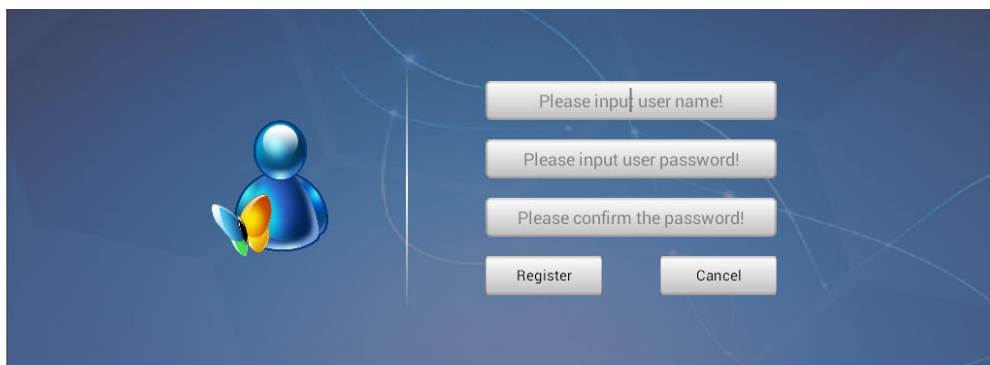 Please input user name!
Please input user password!
Please confirm the password!
Register Cancel